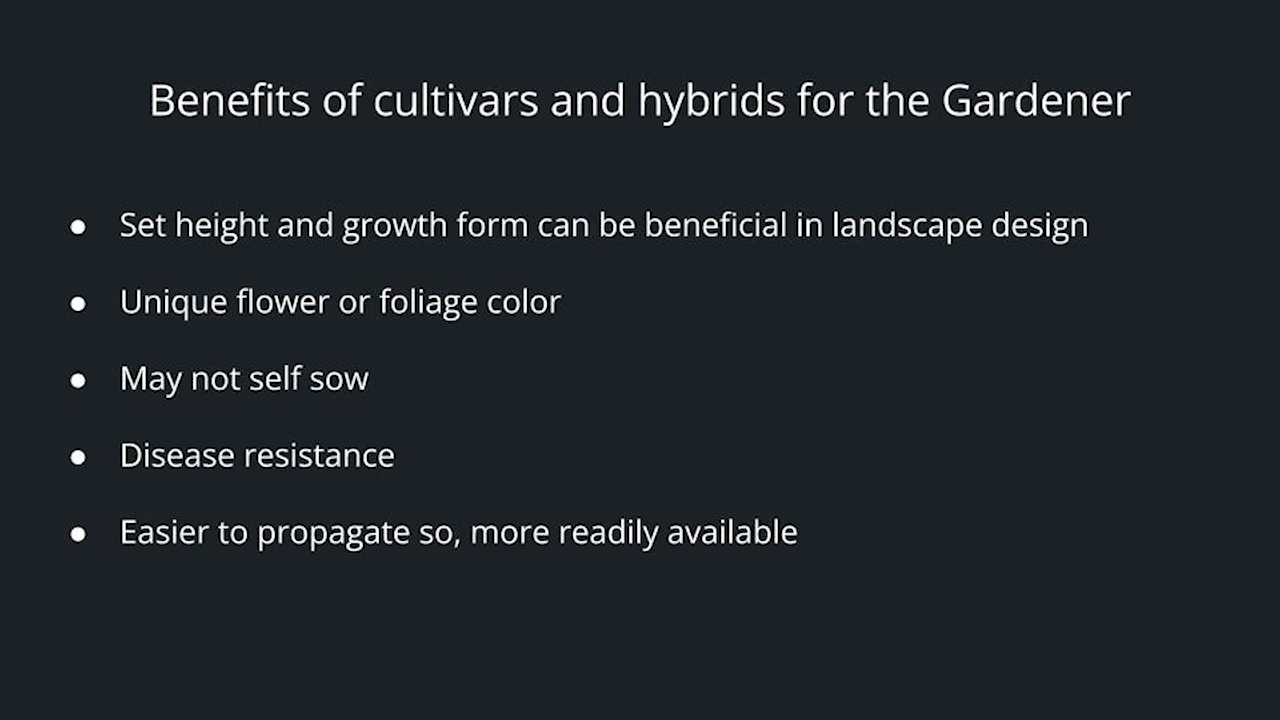 Benefits of cultivars and hybrids for the Gardener
● Set height and growth form can be beneficial in landscape design
● Unique flower or foliage color
● May not self sow
● Disease resistance
● Easier to propagate so, more readily available